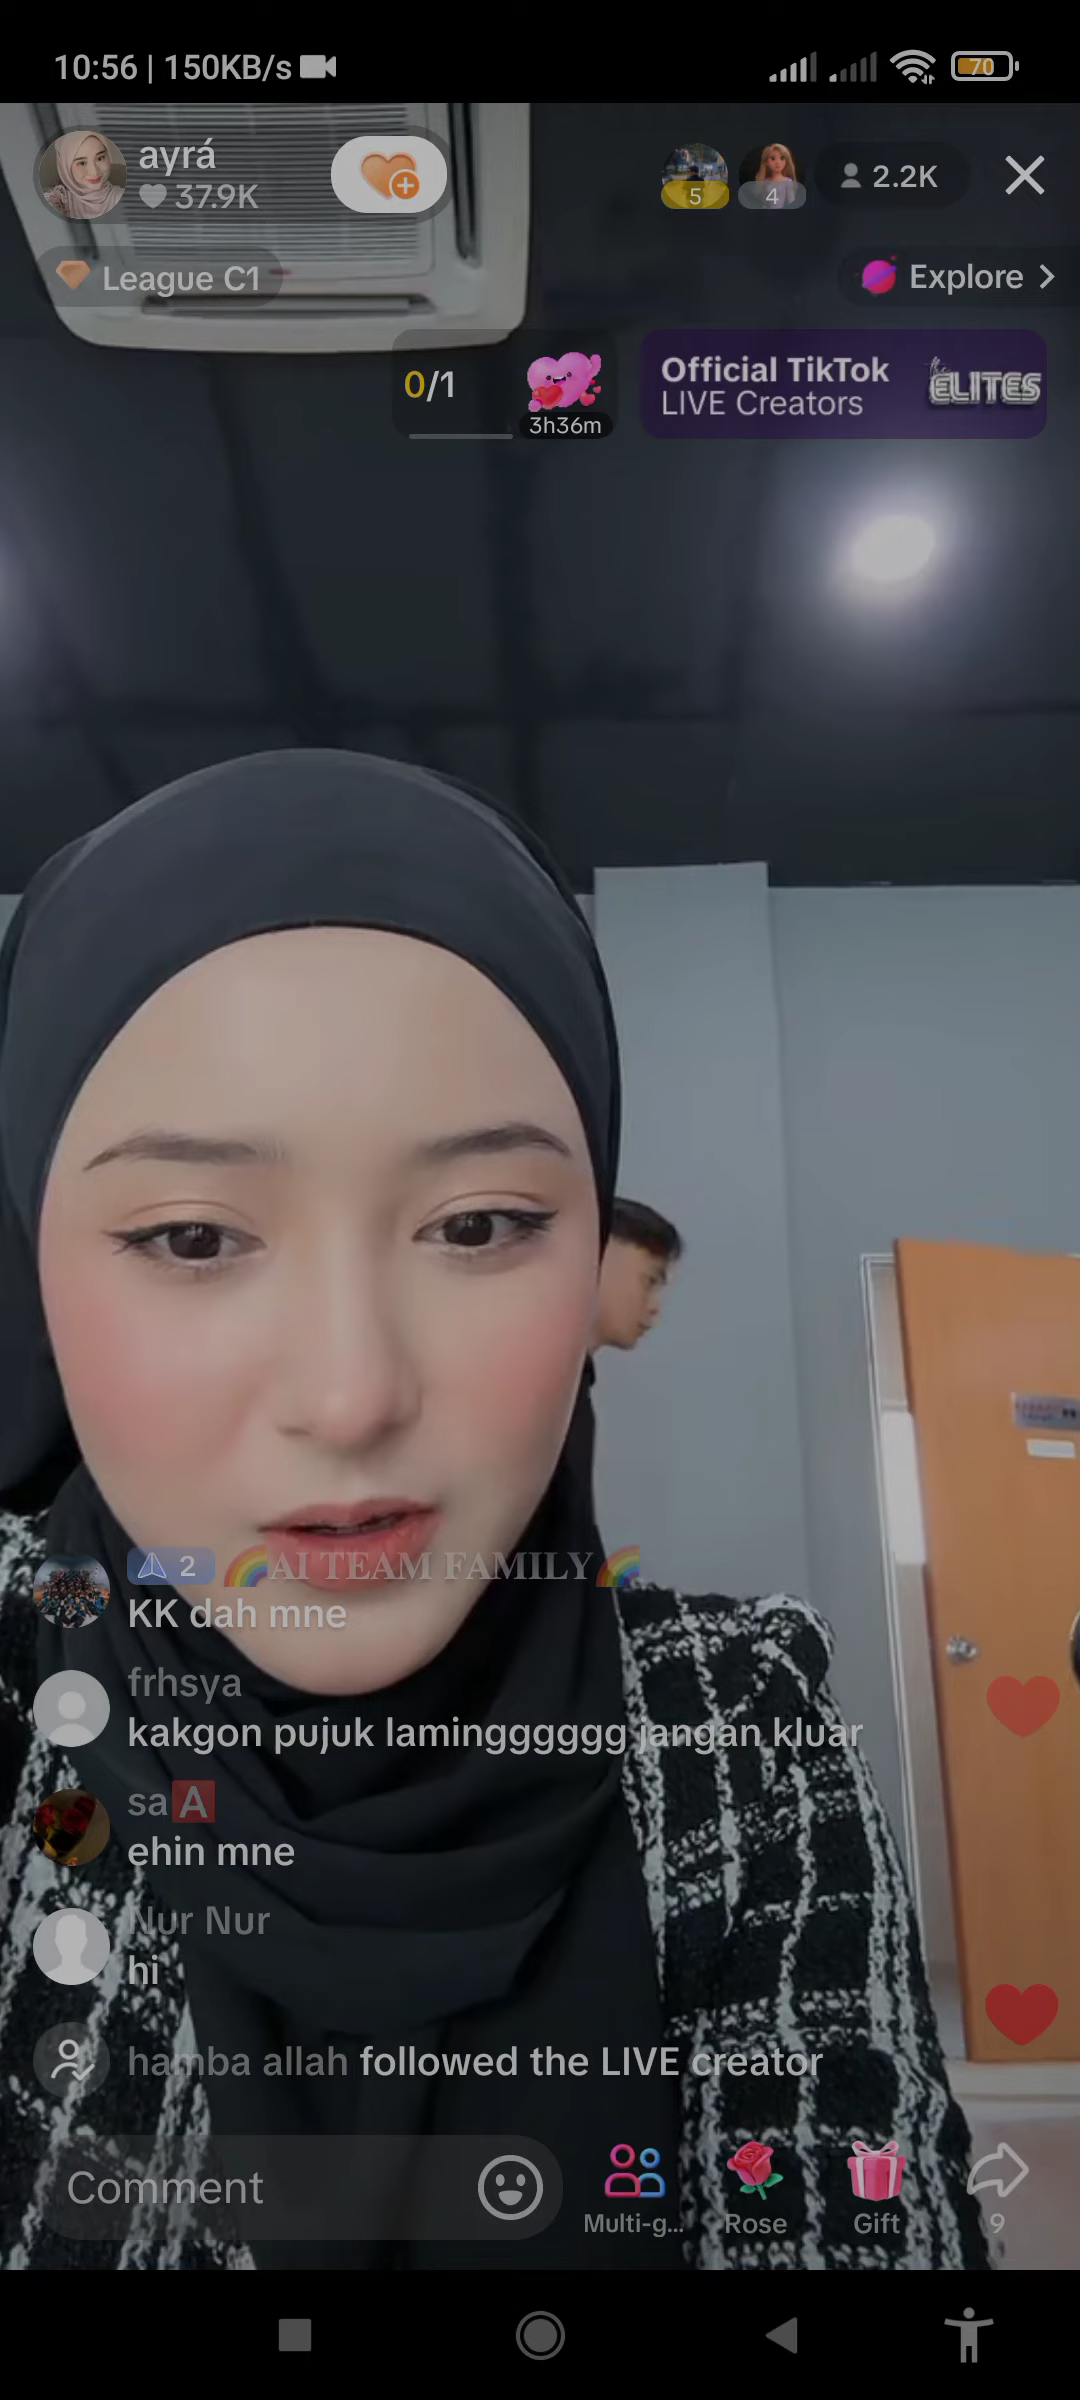 10:56 | 150KB/s
70
ayrá
37.9K
5
4
2.2K
League C1
Explore
0/1
3h36m
Official TikTok
LIVE Creators
the ELITES
2 🌈AI TEAM FAMILY🌈
KK dah mne
frhsya
kakgon pujuk lamingggggg jangan kluar
sa🅰
ehin mne
Nur Nur
hi
hamba allah followed the LIVE creator
Comment
Multi-g...
Rose
Gift
9